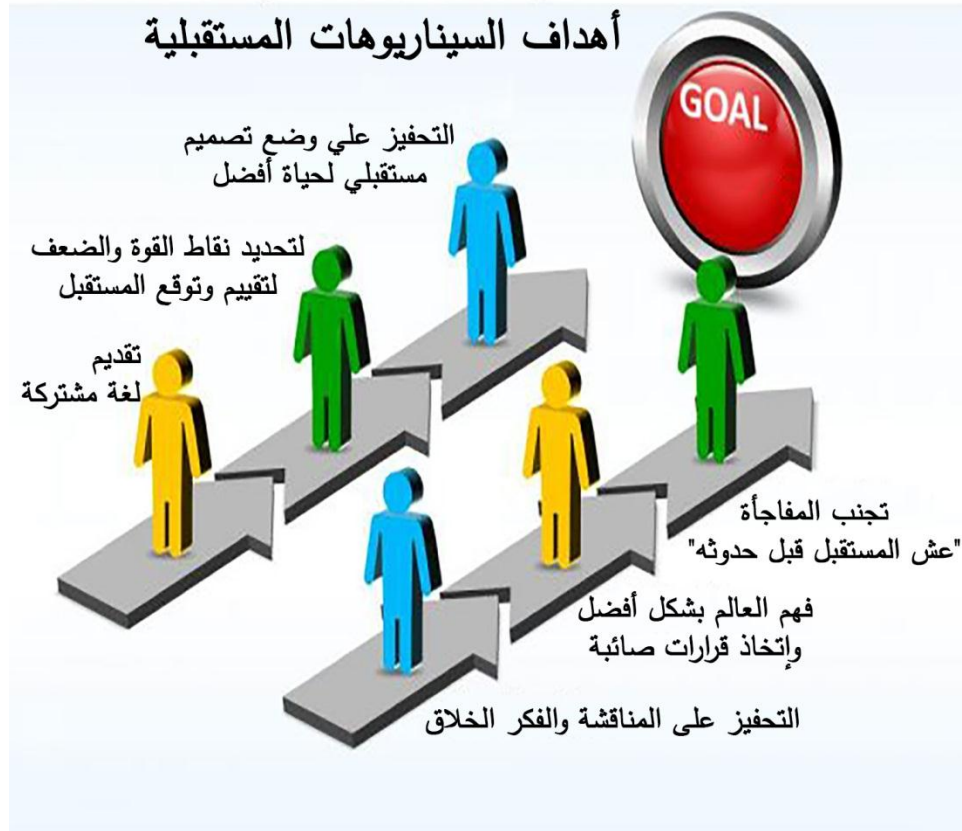 أهداف السيناريوهات المستقبلية
GOAL
التحفيز علي وضع تصميم
مستقبلي لحياة أفضل
لتحديد نقاط القوة والضعف
لتقييم وتوقع المستقبل
تقديم
لغة مشتركة
تجنب المفاجأة
"عش المستقبل قبل حدوثه"
فهم العالم بشكل أفضل
وإتخاذ قرارات صائبة
التحفيز على المناقشة والفكر الخلاق